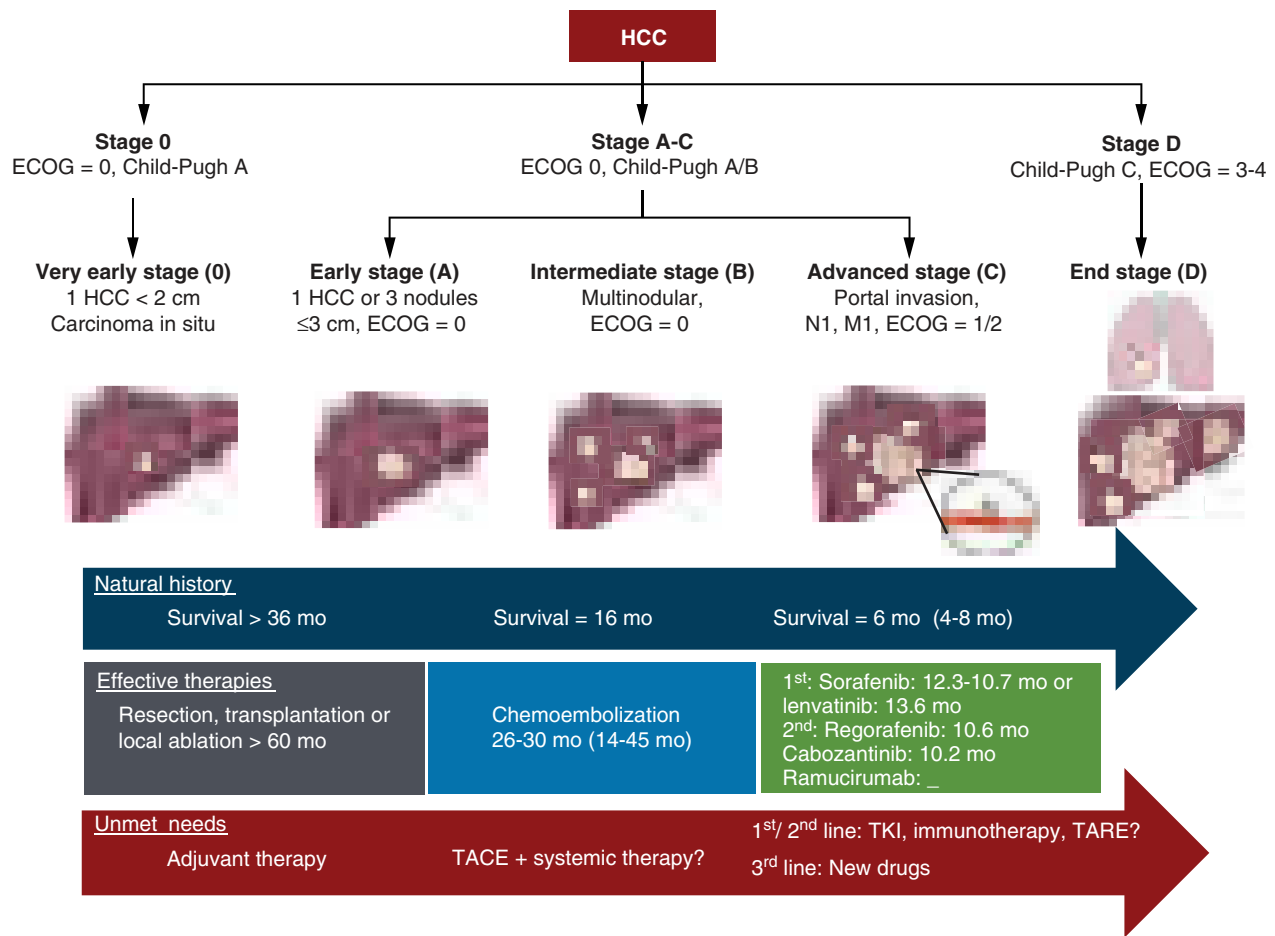 HCC
Stage 0
ECOG = 0, Child-Pugh A
Stage A-C
ECOG 0, Child-Pugh A/B
Stage D
Child-Pugh C, ECOG = 3-4
Very early stage (0)
1 HCC < 2 cm
Carcinoma in situ
Early stage (A)
1 HCC or 3 nodules
≤3 cm, ECOG = 0
Intermediate stage (B)
Multinodular,
ECOG = 0
Advanced stage (C)
Portal invasion,
N1, M1, ECOG = 1/2
End stage (D)
Natural history
Survival > 36 mo
Survival = 16 mo
Survival = 6 mo (4-8 mo)
Effective therapies
Resection, transplantation or
local ablation > 60 mo
Chemoembolization
26-30 mo (14-45 mo)
1st: Sorafenib: 12.3-10.7 mo or
lenvatinib: 13.6 mo
2nd: Regorafenib: 10.6 mo
Cabozantinib: 10.2 mo
Ramucirumab: _
Unmet needs
Adjuvant therapy
TACE + systemic therapy?
1st/ 2nd line: TKI, immunotherapy, TARE?
3rd line: New drugs